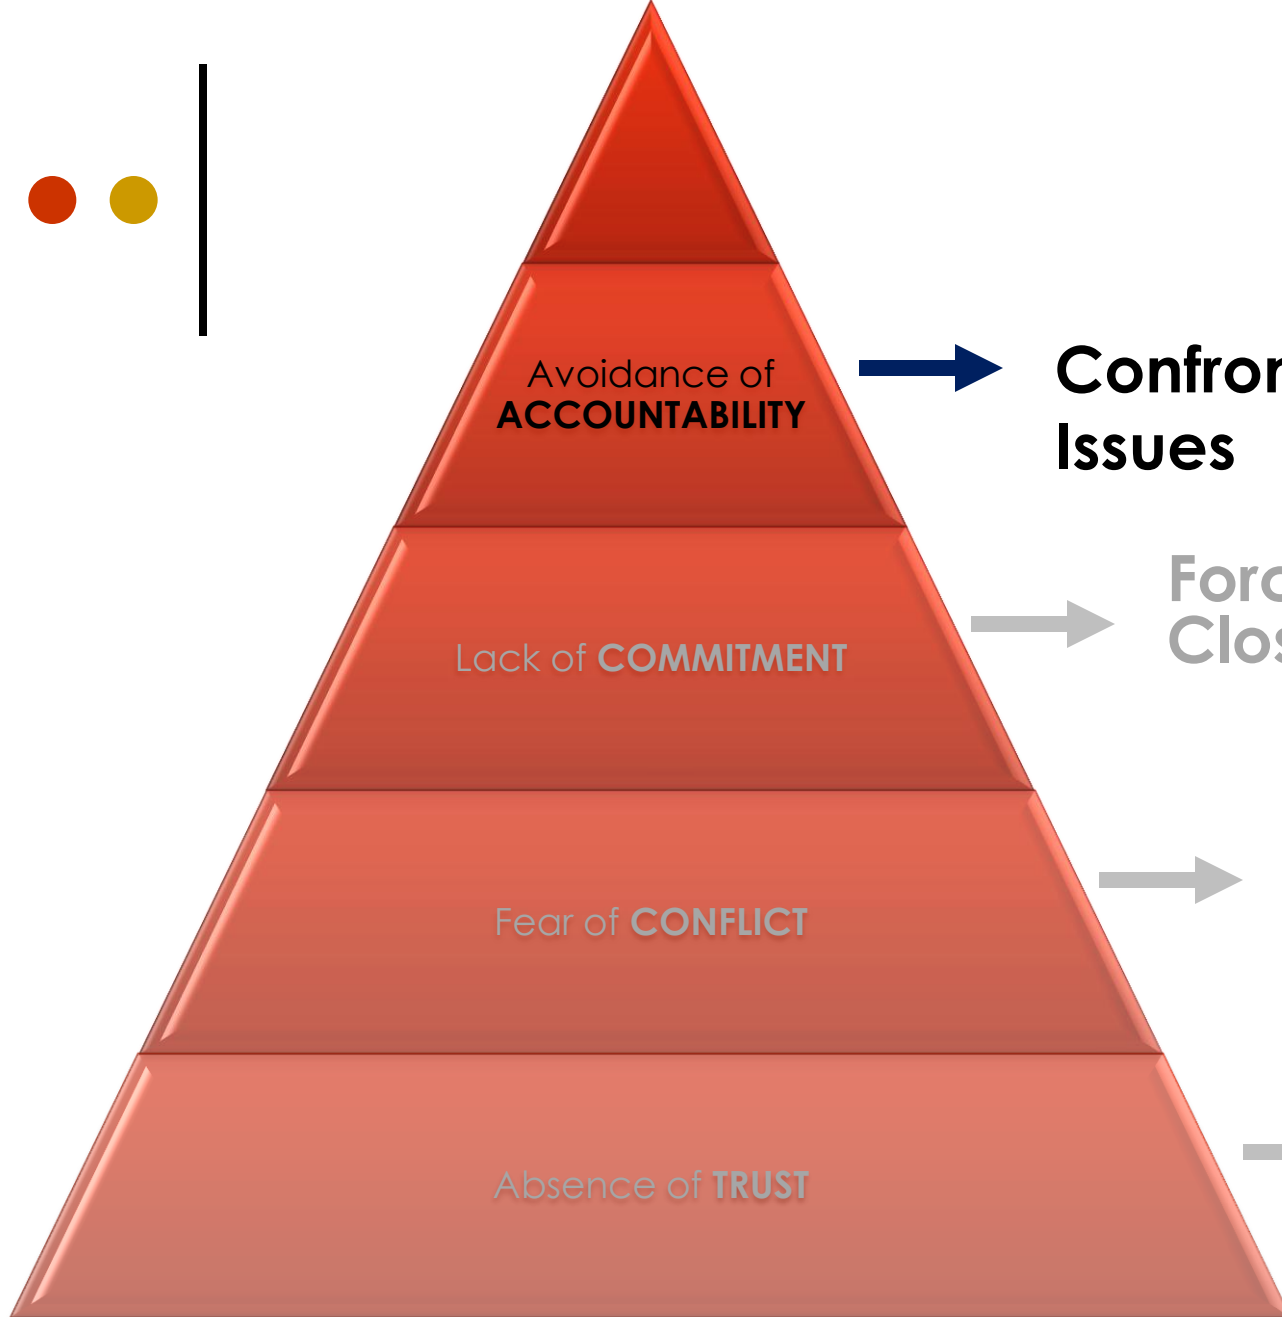 Avoidance of
ACCOUNTABILITY
Issues
Lack of COMMITMENT
Fear of CONFLICT
Absence of TRUST